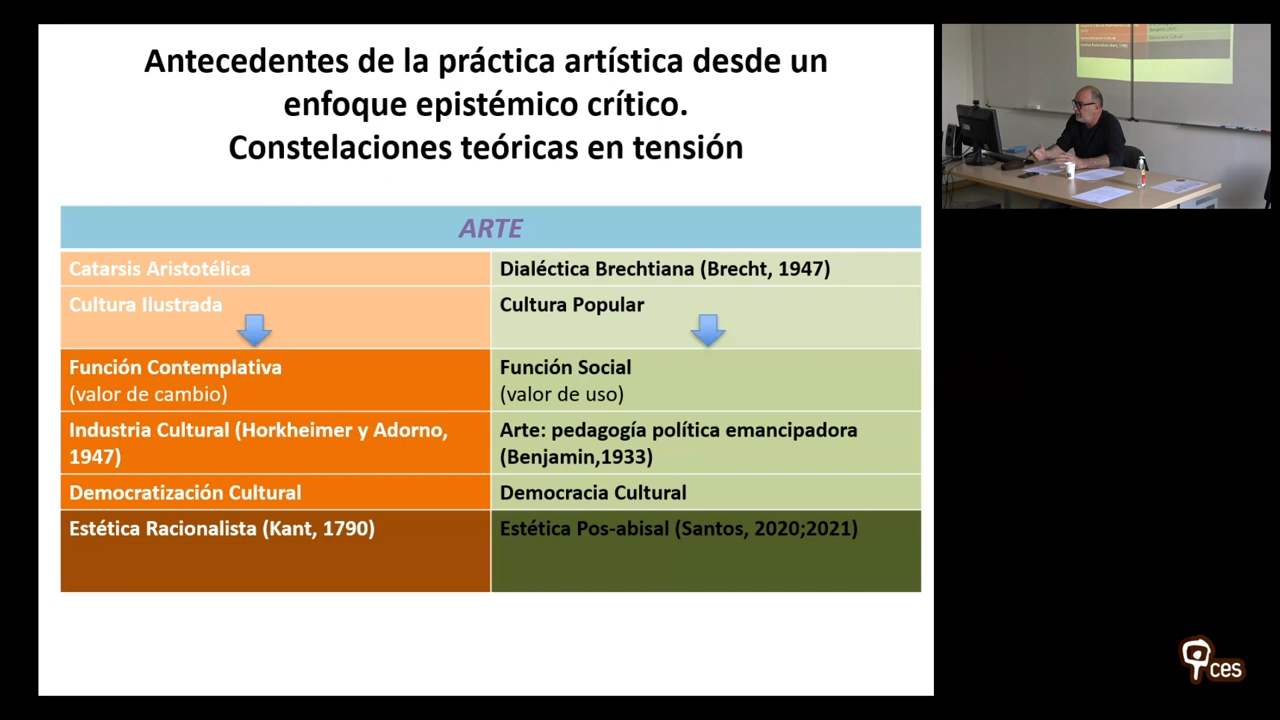 Antecedentes de la práctica artística desde un
enfoque epistémico crítico.
Constelaciones teóricas en tensión
ARTE
Catarsis Aristotélica
Dialéctica Brechtiana (Brecht, 1947)
Cultura Ilustrada
Cultura Popular
Función Contemplativa
(valor de cambio)
Función Social
(valor de uso)
Industria Cultural (Horkheimer y Adorno,
1947)
Arte: pedagogía política emancipadora
(Benjamin,1933)
Democratización Cultural
Democracia Cultural
Estética Racionalista (Kant, 1790)
Estética Pos-abisal (Santos, 2020;2021)
ces